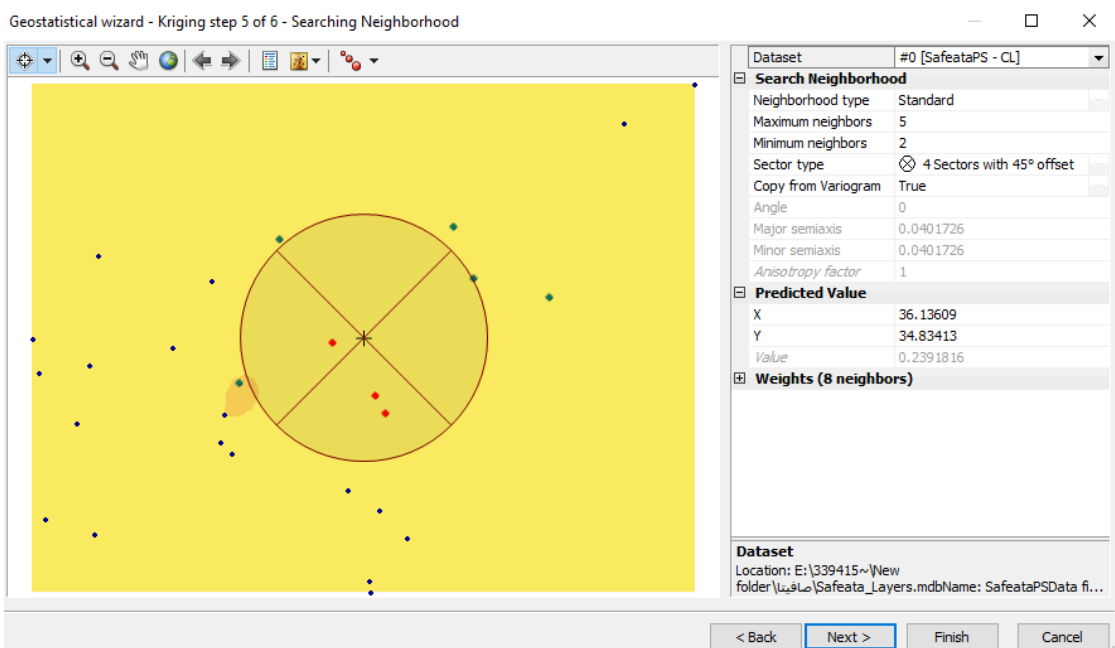 Geostatistical wizard - Kriging step 5 of 6 - Searching Neighborhood
Dataset #0 [SafeataPS - CL]
Search Neighborhood
Neighborhood type Standard
Maximum neighbors 5
Minimum neighbors 2
Sector type 4 Sectors with 45° offset
Copy from Variogram True
Angle 0
Major semiaxis 0.0401726
Minor semiaxis 0.0401726
Anisotropy factor 1
Predicted Value
X 36.13609
Y 34.83413
Value 0.2391816
Weights (8 neighbors)
Dataset
Location: E:\339415~\New
folder\صافيتا\Safeata_Layers.mdbName: SafeataPSData fi...
< Back Next > Finish Cancel